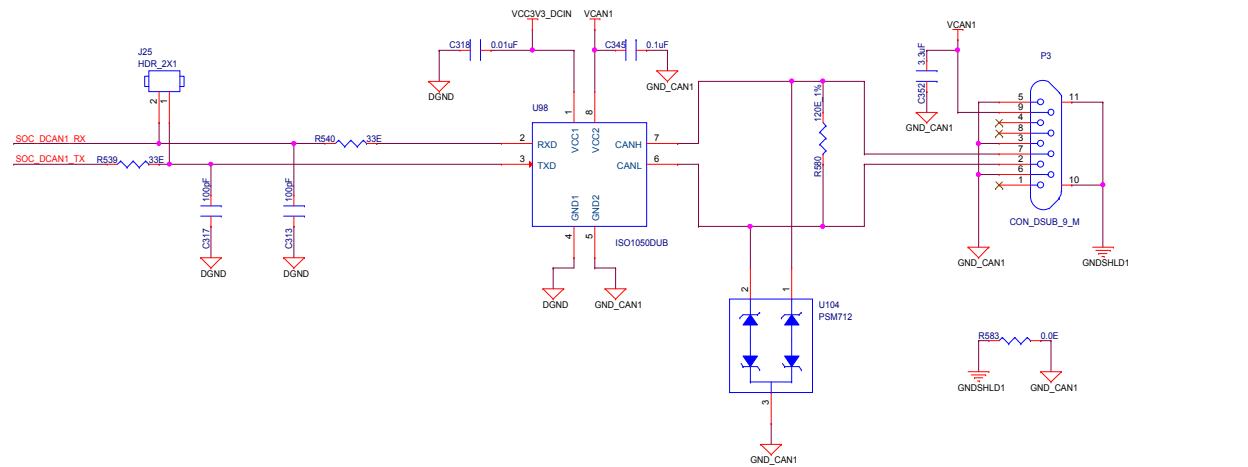 VCC3V3_DCIN
VCAN1
VCAN1
J25
HDR_2X1
C318
0.01uF
C345
0.1uF
3.3uF
C352
P3
DGND
GND_CAN1
GND_CAN1
2
1
U98
1
8
120E_1%
R580
5
9
4
8
3
7
2
6
1
11
10
SOC_DCAN1_RX
R540
33E
2
RXD
VCC1
VCC2
CANH
7
SOC_DCAN1_TX
R539
33E
3
TXD
CANL
6
100pF
C317
100pF
C313
GND1
GND2
4
5
ISO1050DUB
CON_DSUB_9_M
DGND
DGND
GND_CAN1
GNDSHLD1
DGND
GND_CAN1
2
1
U104
PSM712
3
R583
0.0E
GNDSHLD1
GND_CAN1
GND_CAN1